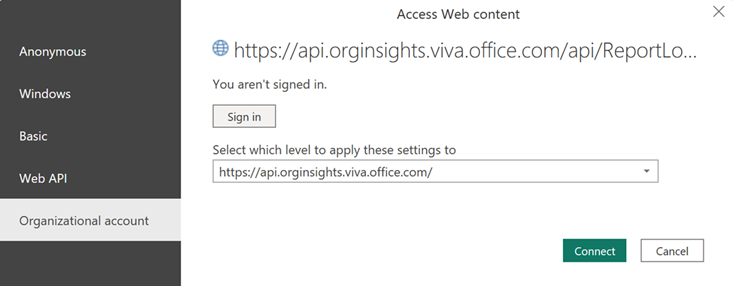 Access Web content
Anonymous
Windows
Basic
Web API
Organizational account
https://api.orginsights.viva.office.com/api/ReportLo...
You aren't signed in.
Sign in
Select which level to apply these settings to
https://api.orginsights.viva.office.com/
Connect
Cancel